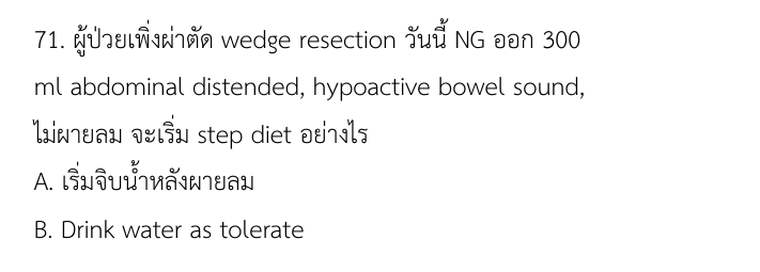 71. ผู้ป่วยเพิ่งผ่าตัด wedge resection วันนี้ NG ออก 300
ml abdominal distended, hypoactive bowel sound,
ไม่ผายลม จะเริ่ม step diet อย่างไร
A. เริ่มจิบน้ำหลังผายลม
B. Drink water as tolerate